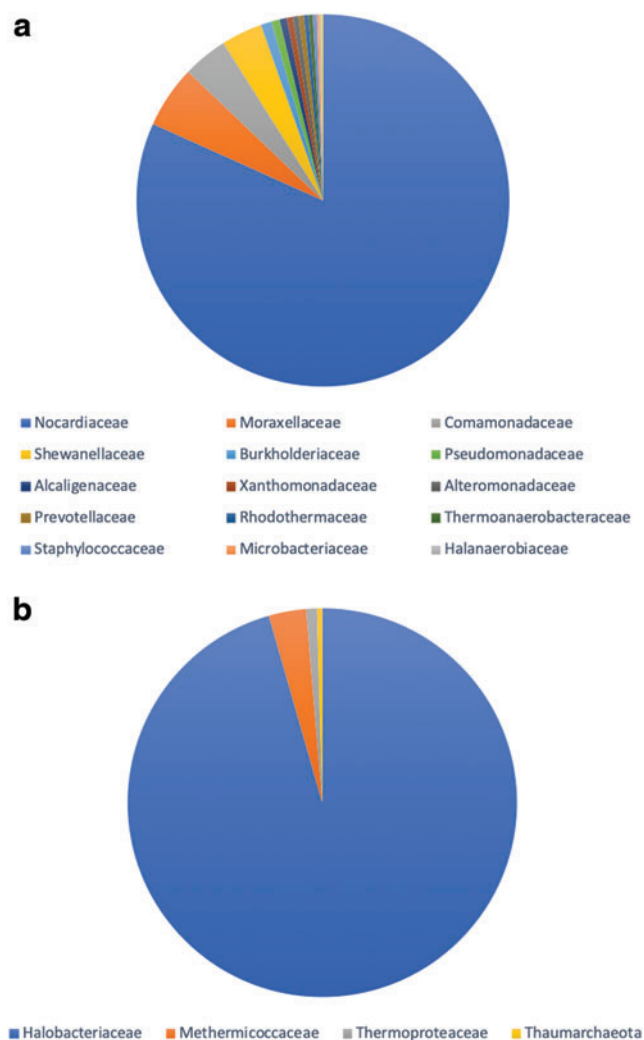 a
Nocardiaceae Moraxellaceae Comamonadaceae
Shewanellaceae Burkholderiaceae Pseudomonadaceae
Alcaligenaceae Xanthomonadaceae Alteromonadaceae
Prevotellaceae Rhodothermaceae Thermoanaerobacteraceae
Staphylococcaceae Microbacteriaceae Halanaerobiaceae
b
Halobacteriaceae Methermicoccaceae Thermoproteaceae Thaumarchaeota